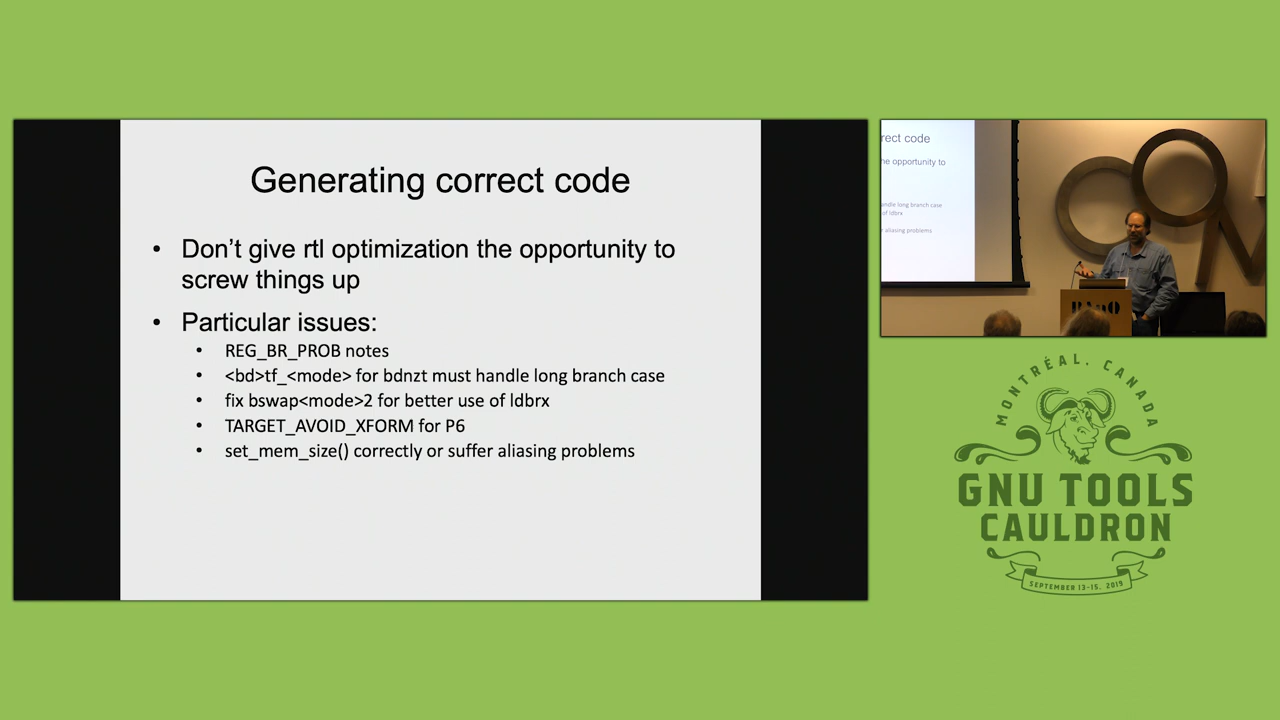 Generating correct code
• Don't give rtl optimization the opportunity to
screw things up
• Particular issues:
• REG_BR_PROB notes
• <bd>tf_<mode> for bdnzt must handle long branch case
• fix bswap<mode>2 for better use of ldbrx
• TARGET_AVOID_XFORM for P6
• set_mem_size() correctly or suffer aliasing problems
rect code
he opportunity to
andle long branch case
of ldbrx
r aliasing problems
MONTRÉAL, CANADA
GNU TOOLS
CAULDRON
SEPTEMBER 13-15, 2019